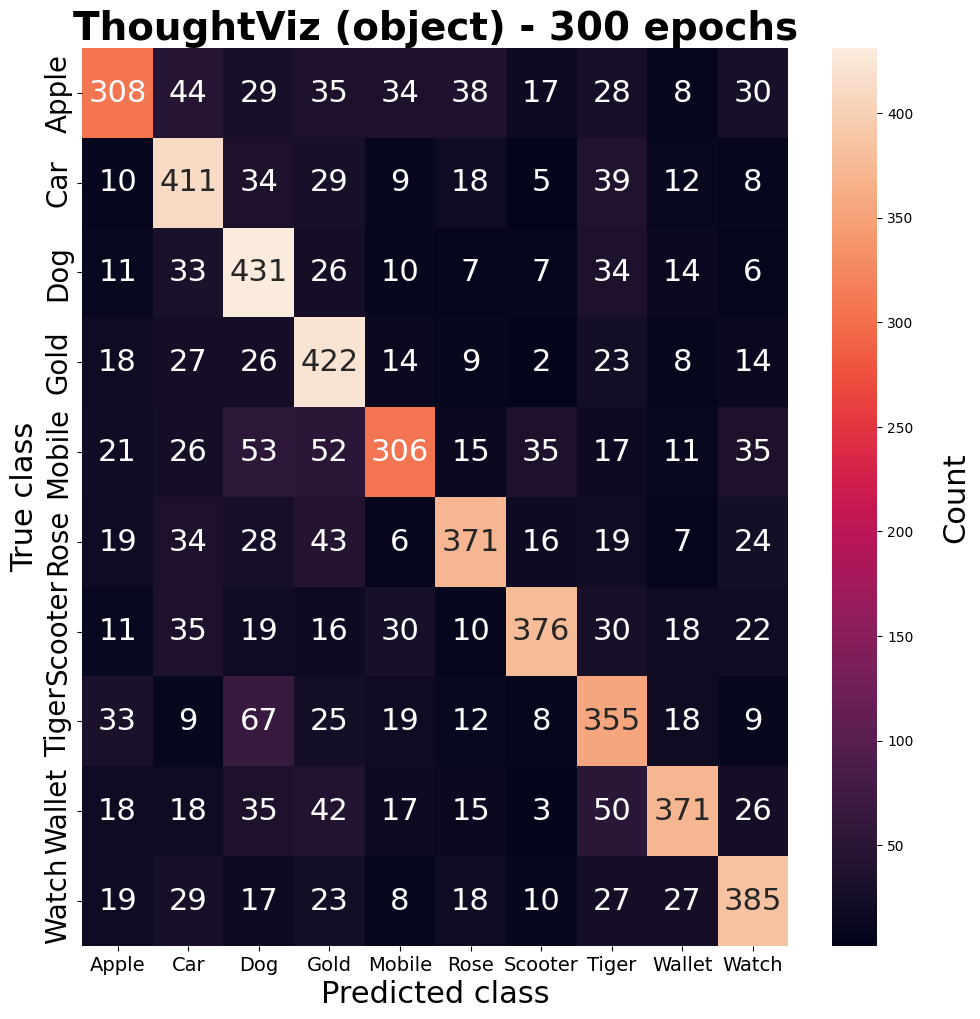 ThoughtViz (object) - 300 epochs
Apple 308 44 29 35 34 38 17 28 8 30
Car 10 411 34 29 9 18 5 39 12 8
Dog 11 33 431 26 10 7 7 34 14 6
Gold 18 27 26 422 14 9 2 23 8 14
Mobile 21 26 53 52 306 15 35 17 11 35
Rose 19 34 28 43 6 371 16 19 7 24
Scooter 11 35 19 16 30 10 376 30 18 22
Tiger 33 9 67 25 19 12 8 355 18 9
Wallet 18 18 35 42 17 15 3 50 371 26
Watch 19 29 17 23 8 18 10 27 27 385
Apple Car Dog Gold Mobile Rose Scooter Tiger Wallet Watch
Predicted class
True class
400
350
300
250
200
150
100
50
Count